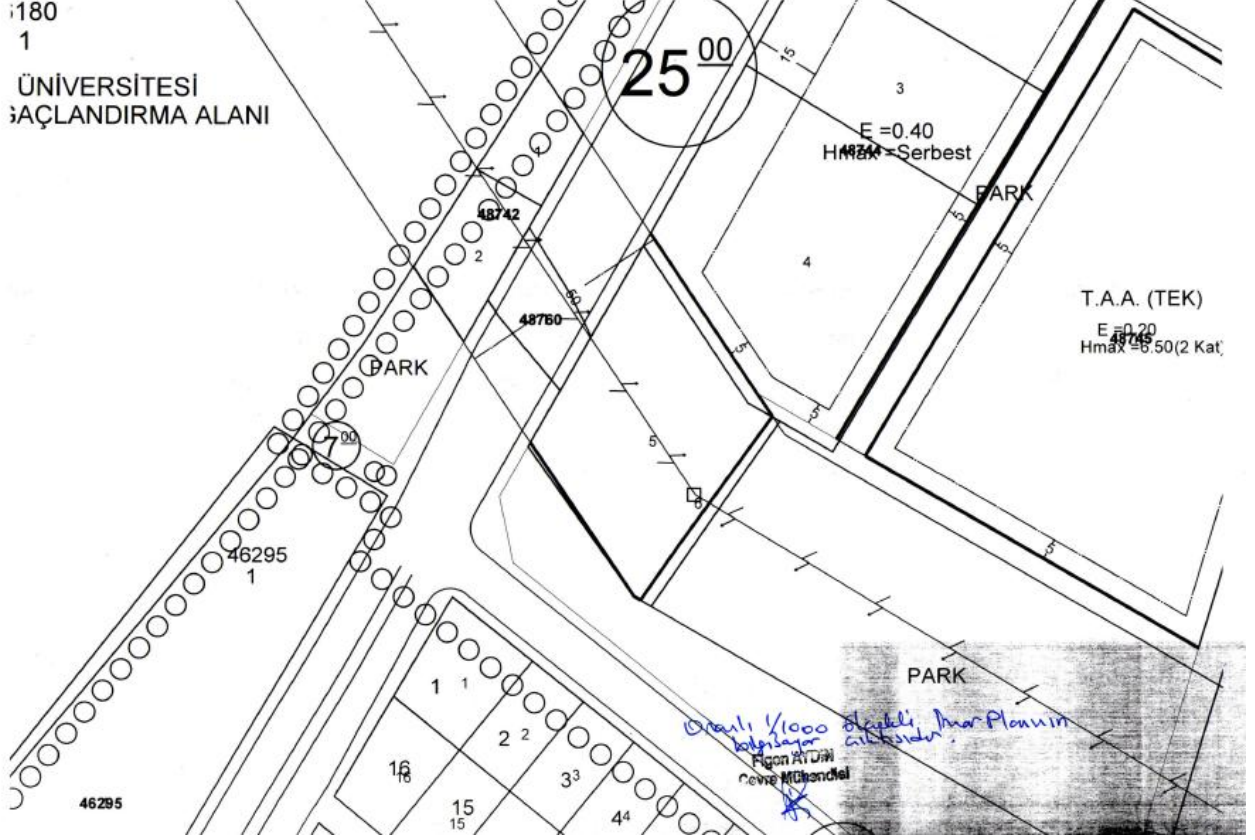 180
1
ÜNİVERSİTESİ
AÇLANDIRMA ALANI
25 00
15
3
E =0.40
Hmax =Serbest
48744
PARK
5
5
4
1
48742
2
T.A.A. (TEK)
E =0.20
48745
Hmax =6.50(2 Kat)
60
48760
5
PARK
5
7 00
5
6
5
46295
1
PARK
1 1
2 2
3 3
4 4
16
16
15
15
46295
Onaylı 1/1000 ölçekli İmar Planının
bilgisayar çıktısıdır.
Figen AYDIN
Çevre Mühendisi